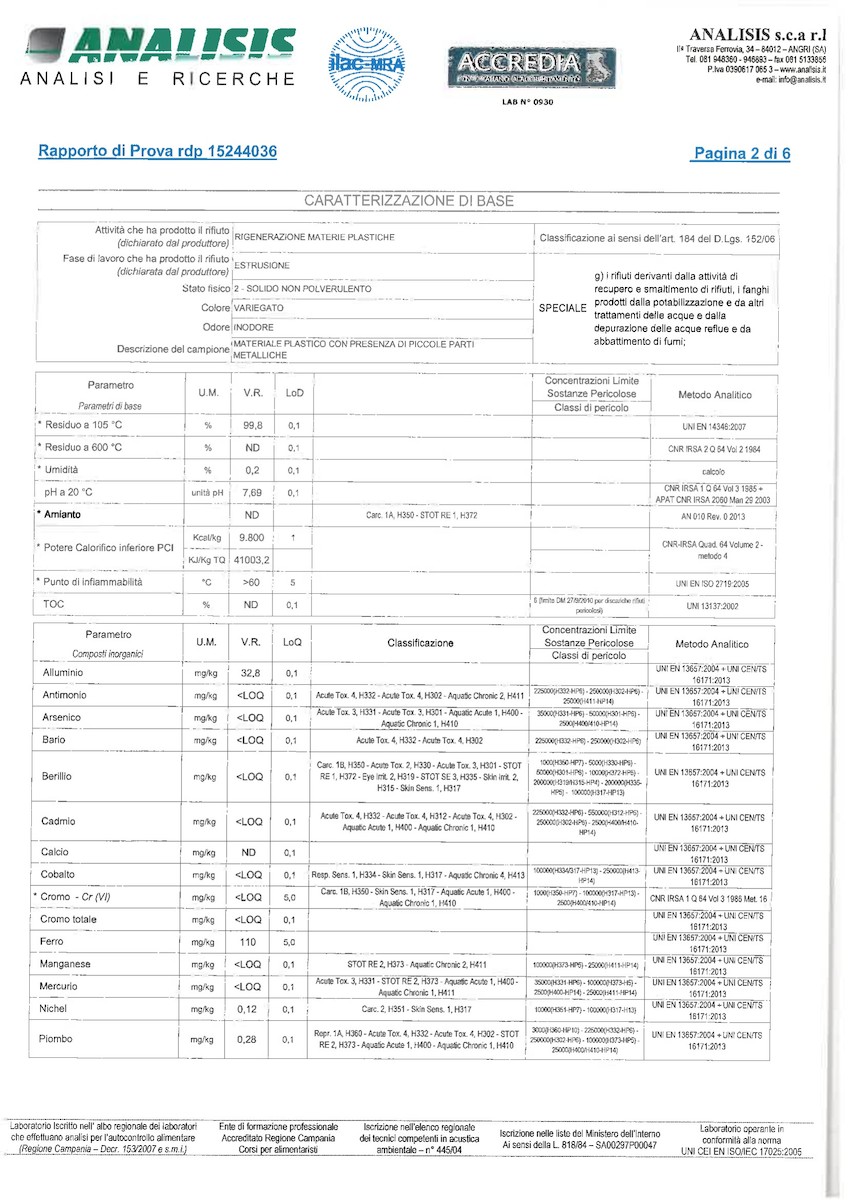 ANALISIS
ANALISI E RICERCHE
ilac-MRA
ACCREDIA
LAB N° 0930
ANALISIS s.c.a r.l
IIª Traversa Ferrovia, 34 – 84012 – ANGRI (SA)
Tel. 081 948360 - 946693 – fax 081 5133856
P.Iva 0390617 065 3 – www.analisis.it
e-mail: info@analisis.it
Rapporto di Prova rdp 15244036
Pagina 2 di 6
CARATTERIZZAZIONE DI BASE
Attività che ha prodotto il rifiuto (dichiarato dal produttore) RIGENERAZIONE MATERIE PLASTICHE
Classificazione ai sensi dell'art. 184 del D.Lgs. 152/06
Fase di lavoro che ha prodotto il rifiuto (dichiarata dal produttore) ESTRUSIONE
Stato fisico 2 - SOLIDO NON POLVERULENTO
Colore VARIEGATO
Odore INODORE
Descrizione del campione MATERIALE PLASTICO CON PRESENZA DI PICCOLE PARTI
METALLICHE
SPECIALE
g) i rifiuti derivanti dalla attività di
recupero e smaltimento di rifiuti, i fanghi
prodotti dalla potabilizzazione e da altri
trattamenti delle acque e dalla
depurazione delle acque reflue e da
abbattimento di fumi;
Parametro
Parametri di base
U.M. V.R. LoD
Concentrazioni Limite
Sostanze Pericolose
Classi di pericolo
Metodo Analitico
* Residuo a 105 °C % 99,8 0,1 UNI EN 14346:2007
* Residuo a 600 °C % ND 0,1 CNR IRSA 2 Q 64 Vol 2 1984
* Umidità % 0,2 0,1 calcolo
pH a 20 °C unità pH 7,69 0,1 CNR IRSA 1 Q 64 Vol 3 1985 +
APAT CNR IRSA 2060 Man 29 2003
* Amianto ND Carc. 1A, H350 - STOT RE 1, H372 AN 010 Rev. 0 2013
* Potere Calorifico inferiore PCI
Kcal/kg 9.800 1
KJ/Kg TQ 41003,2
CNR-IRSA Quad. 64 Volume 2 -
metodo 4
* Punto di infiammabilità °C >60 5 UNI EN ISO 2719:2005
TOC % ND 0,1 6 (limite DM 27/9/2010 per discariche rifiuti
pericolosi) UNI 13137:2002
Parametro
Composti inorganici
U.M. V.R. LoQ Classificazione
Concentrazioni Limite
Sostanze Pericolose
Classi di pericolo
Metodo Analitico
Alluminio mg/kg 32,8 0,1 UNI EN 13657:2004 + UNI CEN/TS
16171:2013
Antimonio mg/kg <LOQ 0,1 Acute Tox. 4, H332 - Acute Tox. 4, H302 - Aquatic Chronic 2, H411 225000(H332-HP6) - 250000(H302-HP6) -
250000(H411-HP14) UNI EN 13657:2004 + UNI CEN/TS
16171:2013
Arsenico mg/kg <LOQ 0,1 Acute Tox. 3, H331 - Acute Tox. 3, H301 - Aquatic Acute 1, H400 -
Aquatic Chronic 1, H410 35000(H331-HP6) - 50000(H301-HP6) -
2500(H400/410-HP14) UNI EN 13657:2004 + UNI CEN/TS
16171:2013
Bario mg/kg <LOQ 0,1 Acute Tox. 4, H332 - Acute Tox. 4, H302 225000(H332-HP6) - 250000(H302-HP6) UNI EN 13657:2004 + UNI CEN/TS
16171:2013
Berillio mg/kg <LOQ 0,1 Carc. 1B, H350 - Acute Tox. 2, H330 - Acute Tox. 3, H301 - STOT
RE 1, H372 - Eye Irrit. 2, H319 - STOT SE 3, H335 - Skin Irrit. 2,
H315 - Skin Sens. 1, H317
1000(H350-HP7) - 5000(H330-HP6) -
50000(H301-HP6) - 10000(H372-HP5) -
200000(H319/H315-HP4) - 200000(H335-
HP5) - 100000(H317-HP13)
UNI EN 13657:2004 + UNI CEN/TS
16171:2013
Cadmio mg/kg <LOQ 0,1 Acute Tox. 4, H332 - Acute Tox. 4, H312 - Acute Tox. 4, H302 -
Aquatic Acute 1, H400 - Aquatic Chronic 1, H410
225000(H332-HP6) - 550000(H312-HP6) -
250000(H302-HP6) - 2500(H400/H410-
HP14)
UNI EN 13657:2004 + UNI CEN/TS
16171:2013
Calcio mg/kg ND 0,1 UNI EN 13657:2004 + UNI CEN/TS
16171:2013
Cobalto mg/kg <LOQ 0,1 Resp. Sens. 1, H334 - Skin Sens. 1, H317 - Aquatic Chronic 4, H413 100000(H334/317-HP13) - 250000(H413-
HP14) UNI EN 13657:2004 + UNI CEN/TS
16171:2013
* Cromo - Cr (VI) mg/kg <LOQ 5,0 Carc. 1B, H350 - Skin Sens. 1, H317 - Aquatic Acute 1, H400 -
Aquatic Chronic 1, H410 1000(H350-HP7) - 100000(H317-HP13) -
2500(H400/410-HP14) CNR IRSA 1 Q 64 Vol 3 1986 Met. 16
Cromo totale mg/kg <LOQ 0,1 UNI EN 13657:2004 + UNI CEN/TS
16171:2013
Ferro mg/kg 110 5,0 UNI EN 13657:2004 + UNI CEN/TS
16171:2013
Manganese mg/kg <LOQ 0,1 STOT RE 2, H373 - Aquatic Chronic 2, H411 100000(H373-HP5) - 25000(H411-HP14) UNI EN 13657:2004 + UNI CEN/TS
16171:2013
Mercurio mg/kg <LOQ 0,1 Acute Tox. 3, H331 - STOT RE 2, H373 - Aquatic Acute 1, H400 -
Aquatic Chronic 1, H411 35000(H331-HP6) - 100000(H373-H5) -
2500(H400-HP14) - 25000(H411-HP14) UNI EN 13657:2004 + UNI CEN/TS
16171:2013
Nichel mg/kg 0,12 0,1 Carc. 2, H351 - Skin Sens. 1, H317 10000(H351-HP7) - 100000(H317-H13) UNI EN 13657:2004 + UNI CEN/TS
16171:2013
Piombo mg/kg 0,28 0,1 Repr. 1A, H360 - Acute Tox. 4, H332 - Acute Tox. 4, H302 - STOT
RE 2, H373 - Aquatic Acute 1, H400 - Aquatic Chronic 1, H410
3000(H360-HP10) - 225000(H332-HP6) -
250000(H302-HP6) - 100000(H373-HP5) -
2500(H400/H410-HP14)
UNI EN 13657:2004 + UNI CEN/TS
16171:2013
Laboratorio Iscritto nell' albo regionale dei laboratori
che effettuano analisi per l'autocontrollo alimentare
(Regione Campania – Decr. 153/2007 e s.m.i.)
Ente di formazione professionale
Accreditato Regione Campania
Corsi per alimentaristi
Iscrizione nell'elenco regionale
dei tecnici competenti in acustica
ambientale – n° 445/04
Iscrizione nelle liste del Ministero dell'Interno
Ai sensi della L. 818/84 – SA00297P00047
Laboratorio operante in
conformità alla norma
UNI CEI EN ISO/IEC 17025:2005